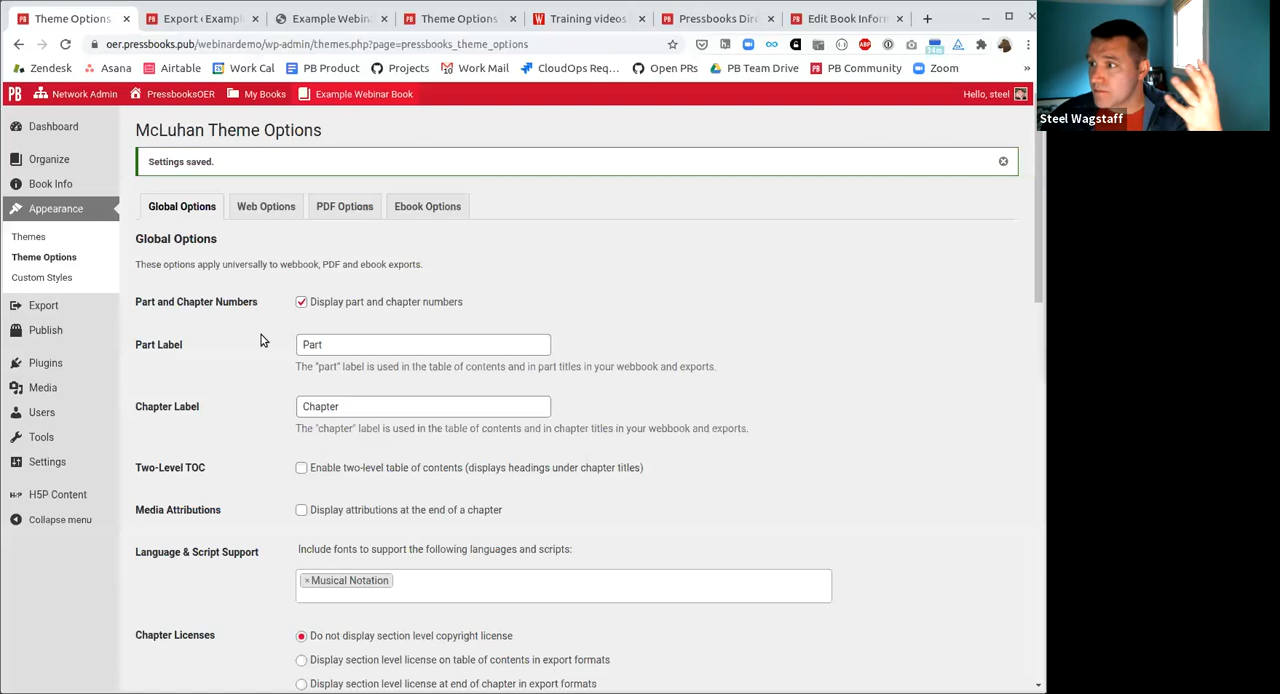 Theme Options
Export ‹ Example
Example Webina
Theme Options
Training videos
Pressbooks Dire
Edit Book Inform
oer.pressbooks.pub/webinardemo/wp-admin/themes.php?page=pressbooks_theme_options
Zendesk Asana Airtable Work Cal PB Product Projects Work Mail CloudOps Req... Open PRs PB Team Drive PB Community Zoom »
PB Network Admin PressbooksOER My Books Example Webinar Book Hello, steel
Steel Wagstaff
Dashboard
Organize
Book Info
Appearance
Themes
Theme Options
Custom Styles
Export
Publish
Plugins
Media
Users
Tools
Settings
H5P H5P Content
Collapse menu
McLuhan Theme Options
Settings saved.
Global Options Web Options PDF Options Ebook Options
Global Options
These options apply universally to webbook, PDF and ebook exports.
Part and Chapter Numbers Display part and chapter numbers
Part Label Part
The "part" label is used in the table of contents and in part titles in your webbook and exports.
Chapter Label Chapter
The "chapter" label is used in the table of contents and in chapter titles in your webbook and exports.
Two-Level TOC Enable two-level table of contents (displays headings under chapter titles)
Media Attributions Display attributions at the end of a chapter
Language & Script Support Include fonts to support the following languages and scripts:
×Musical Notation
Chapter Licenses Do not display section level copyright license
Display section level license on table of contents in export formats
Display section level license at end of chapter in export formats